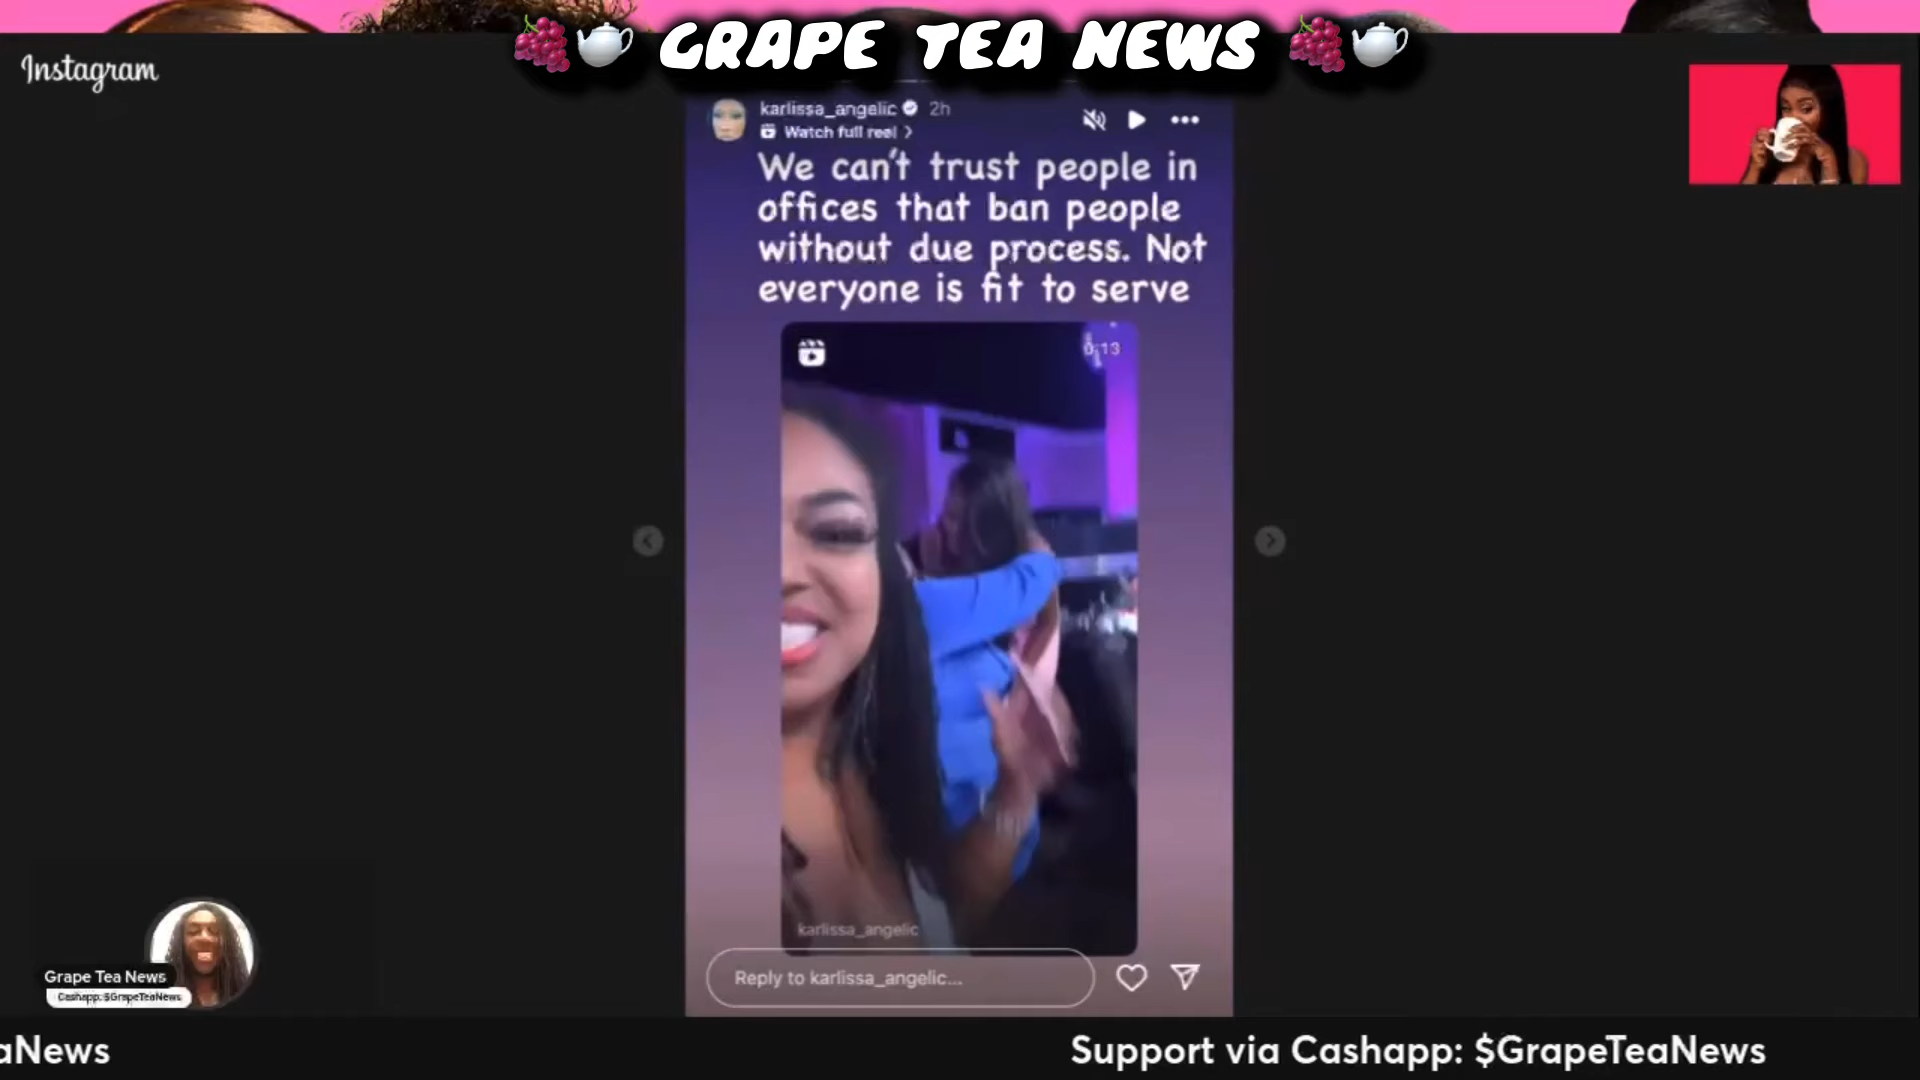 GRAPE TEA NEWS
Instagram
karlissa_angelic 2h
Watch full reel
We can't trust people in
offices that ban people
without due process. Not
everyone is fit to serve
0:13
karlissa_angelic
Reply to karlissa_angelic...
Grape Tea News
Cashapp: $GrapeTeaNews
aNews
Support via Cashapp: $GrapeTeaNews